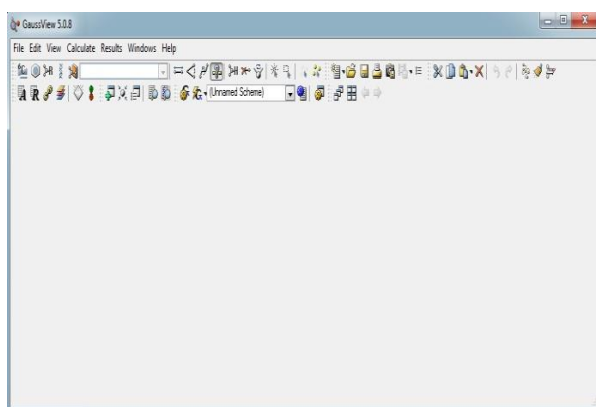 GaussView 5.0.8
File Edit View Calculate Results Windows Help
A R (Unnamed Scheme)